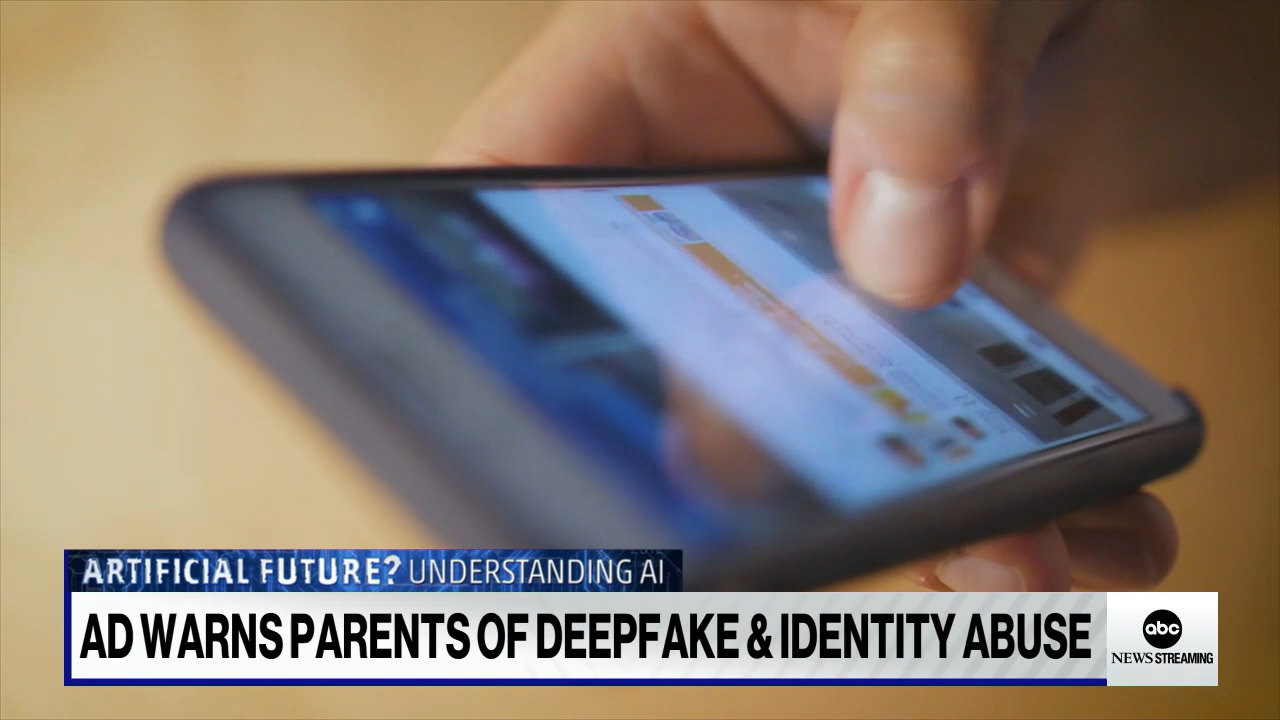 ARTIFICIAL FUTURE? UNDERSTANDING AI
AD WARNS PARENTS OF DEEPFAKE & IDENTITY ABUSE
abc
NEWS STREAMING